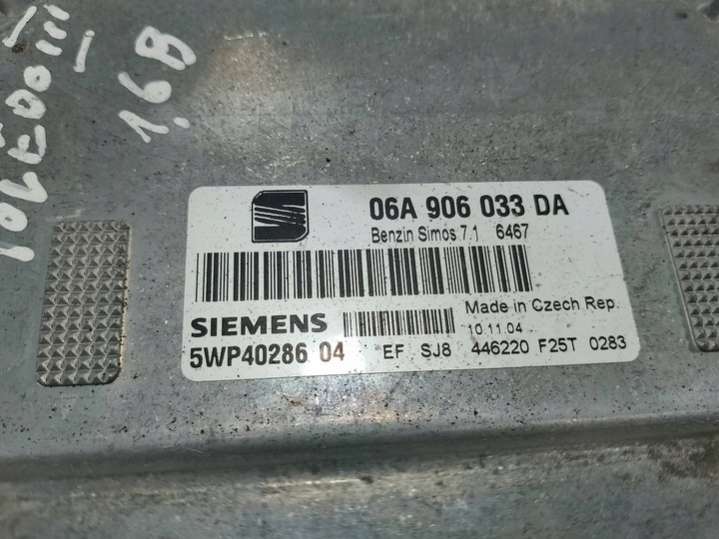 TOLEDO III
1,6B
06A 906 033 DA
Benzin Simos 7.1 6467
Made in Czech Rep.
SIEMENS
10.11.04
5WP40286 04 EF SJ8 446220 F25T 0283